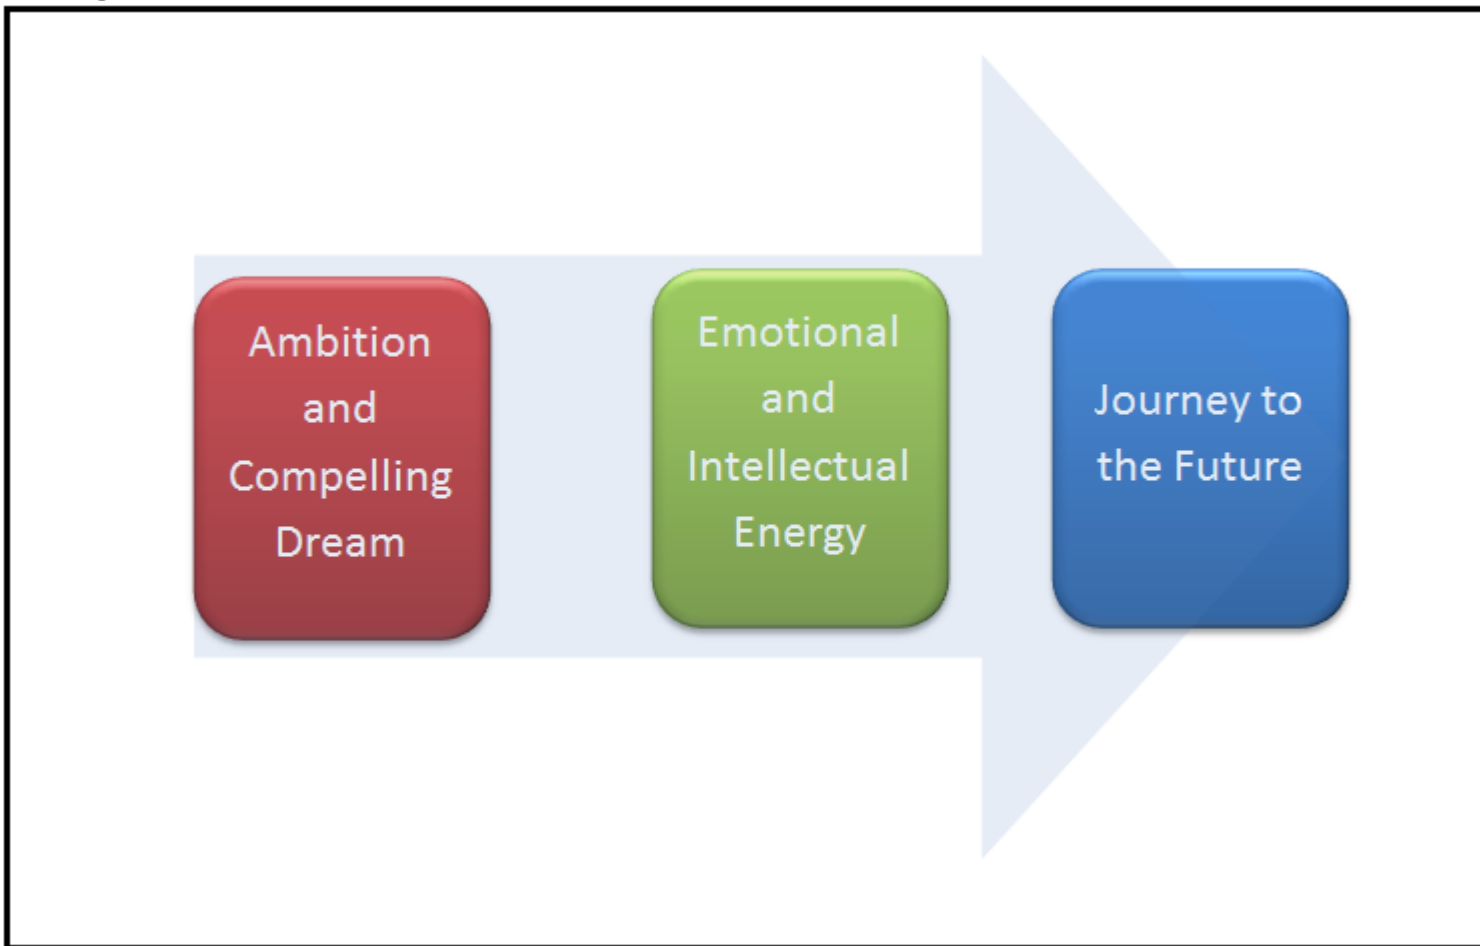 Ambition
and
Compelling
Dream
Emotional
and
Intellectual
Energy
Journey to
the Future